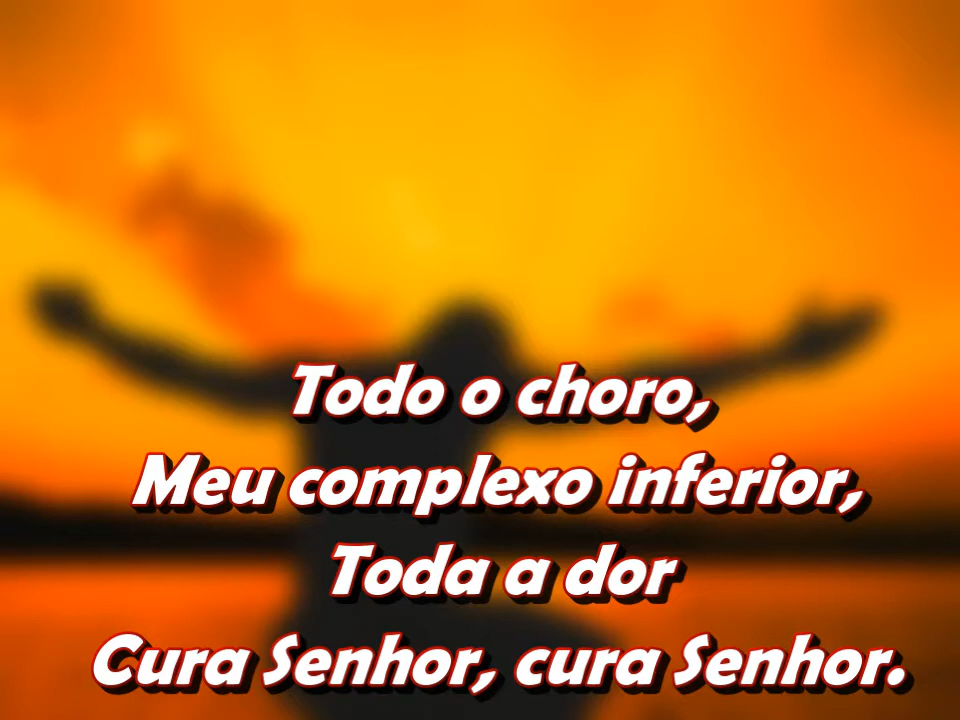 Todo o choro,
Meu complexo inferior,
Toda a dor
Cura Senhor, cura Senhor.